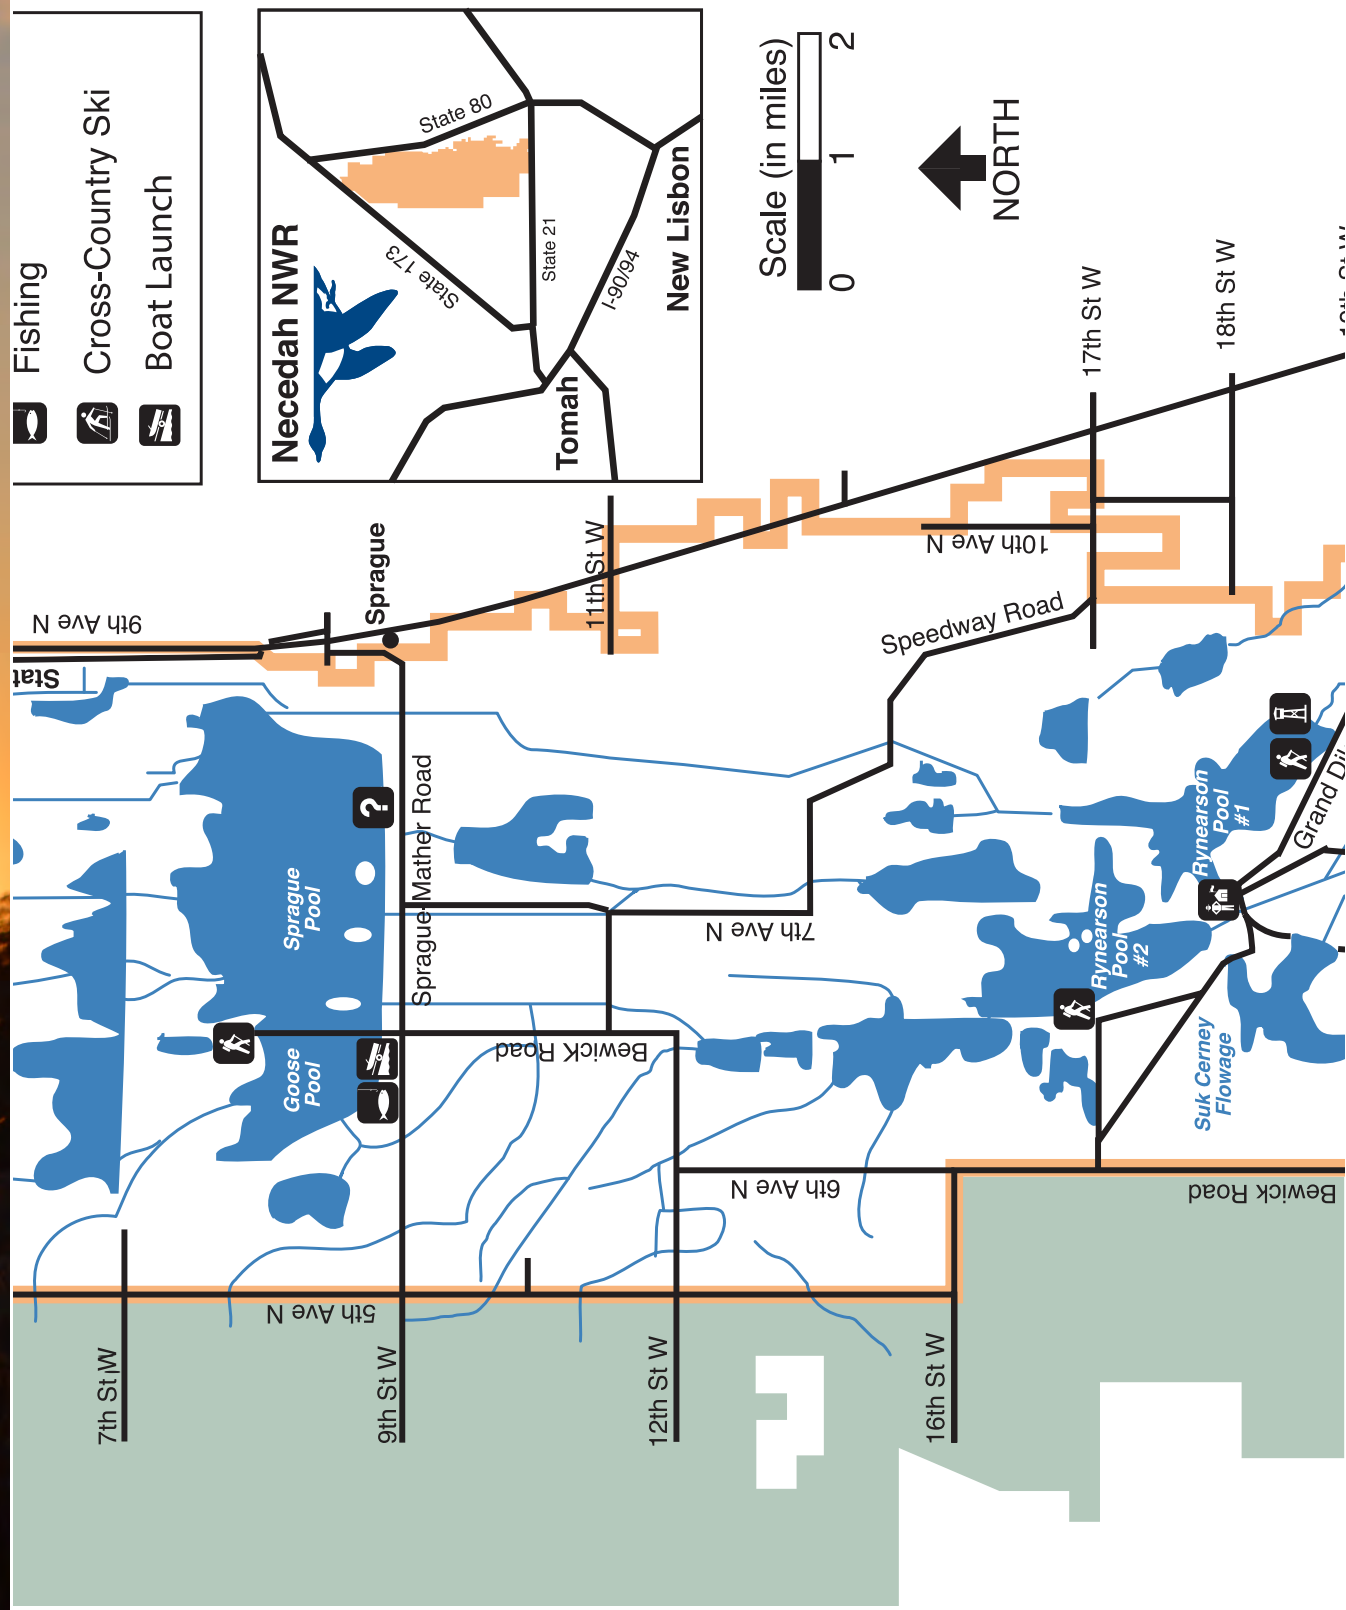 Fishing
Cross-Country Ski
Boat Launch
Necedah NWR
State 80
State 173
State 21
I-90/94
Tomah
New Lisbon
Scale (in miles)
0 1 2
NORTH
9th Ave N
Sprague
11th St W
10th Ave N
17th St W
18th St W
Speedway Road
?
Sprague
Pool
Sprague-Mather Road
7th Ave N
Goose
Pool
Bewick Road
Rynearson
Pool
#1
Rynearson
Pool
#2
Grand
Suk Cerney
Flowage
6th Ave N
Bewick Road
5th Ave N
7th St W
9th St W
12th St W
16th St W